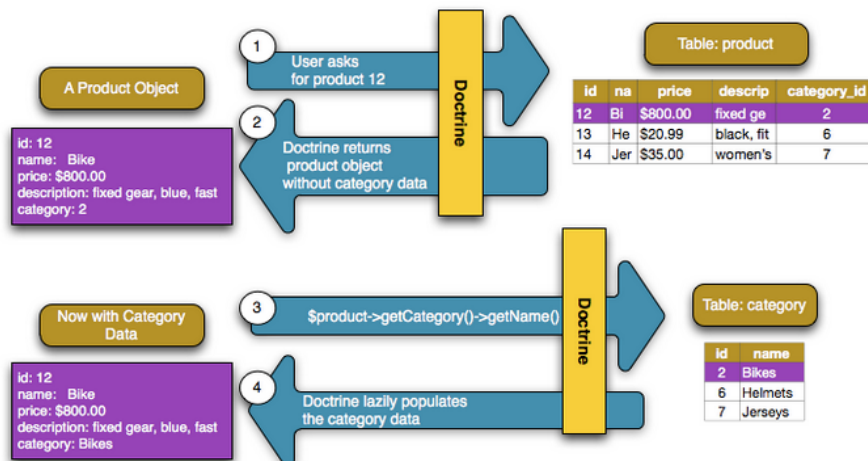 1
User asks
for product 12
Doctrine
Table: product
A Product Object
id na price descrip category_id
12 Bi $800.00 fixed ge 2
13 He $20.99 black, fit 6
14 Jer $35.00 women's 7
2
Doctrine returns
product object
without category data
id: 12
name: Bike
price: $800.00
description: fixed gear, blue, fast
category: 2
3
$product->getCategory()->getName()
Doctrine
Table: category
Now with Category
Data
id name
2 Bikes
6 Helmets
7 Jerseys
4
Doctrine lazily populates
the category data
id: 12
name: Bike
price: $800.00
description: fixed gear, blue, fast
category: Bikes